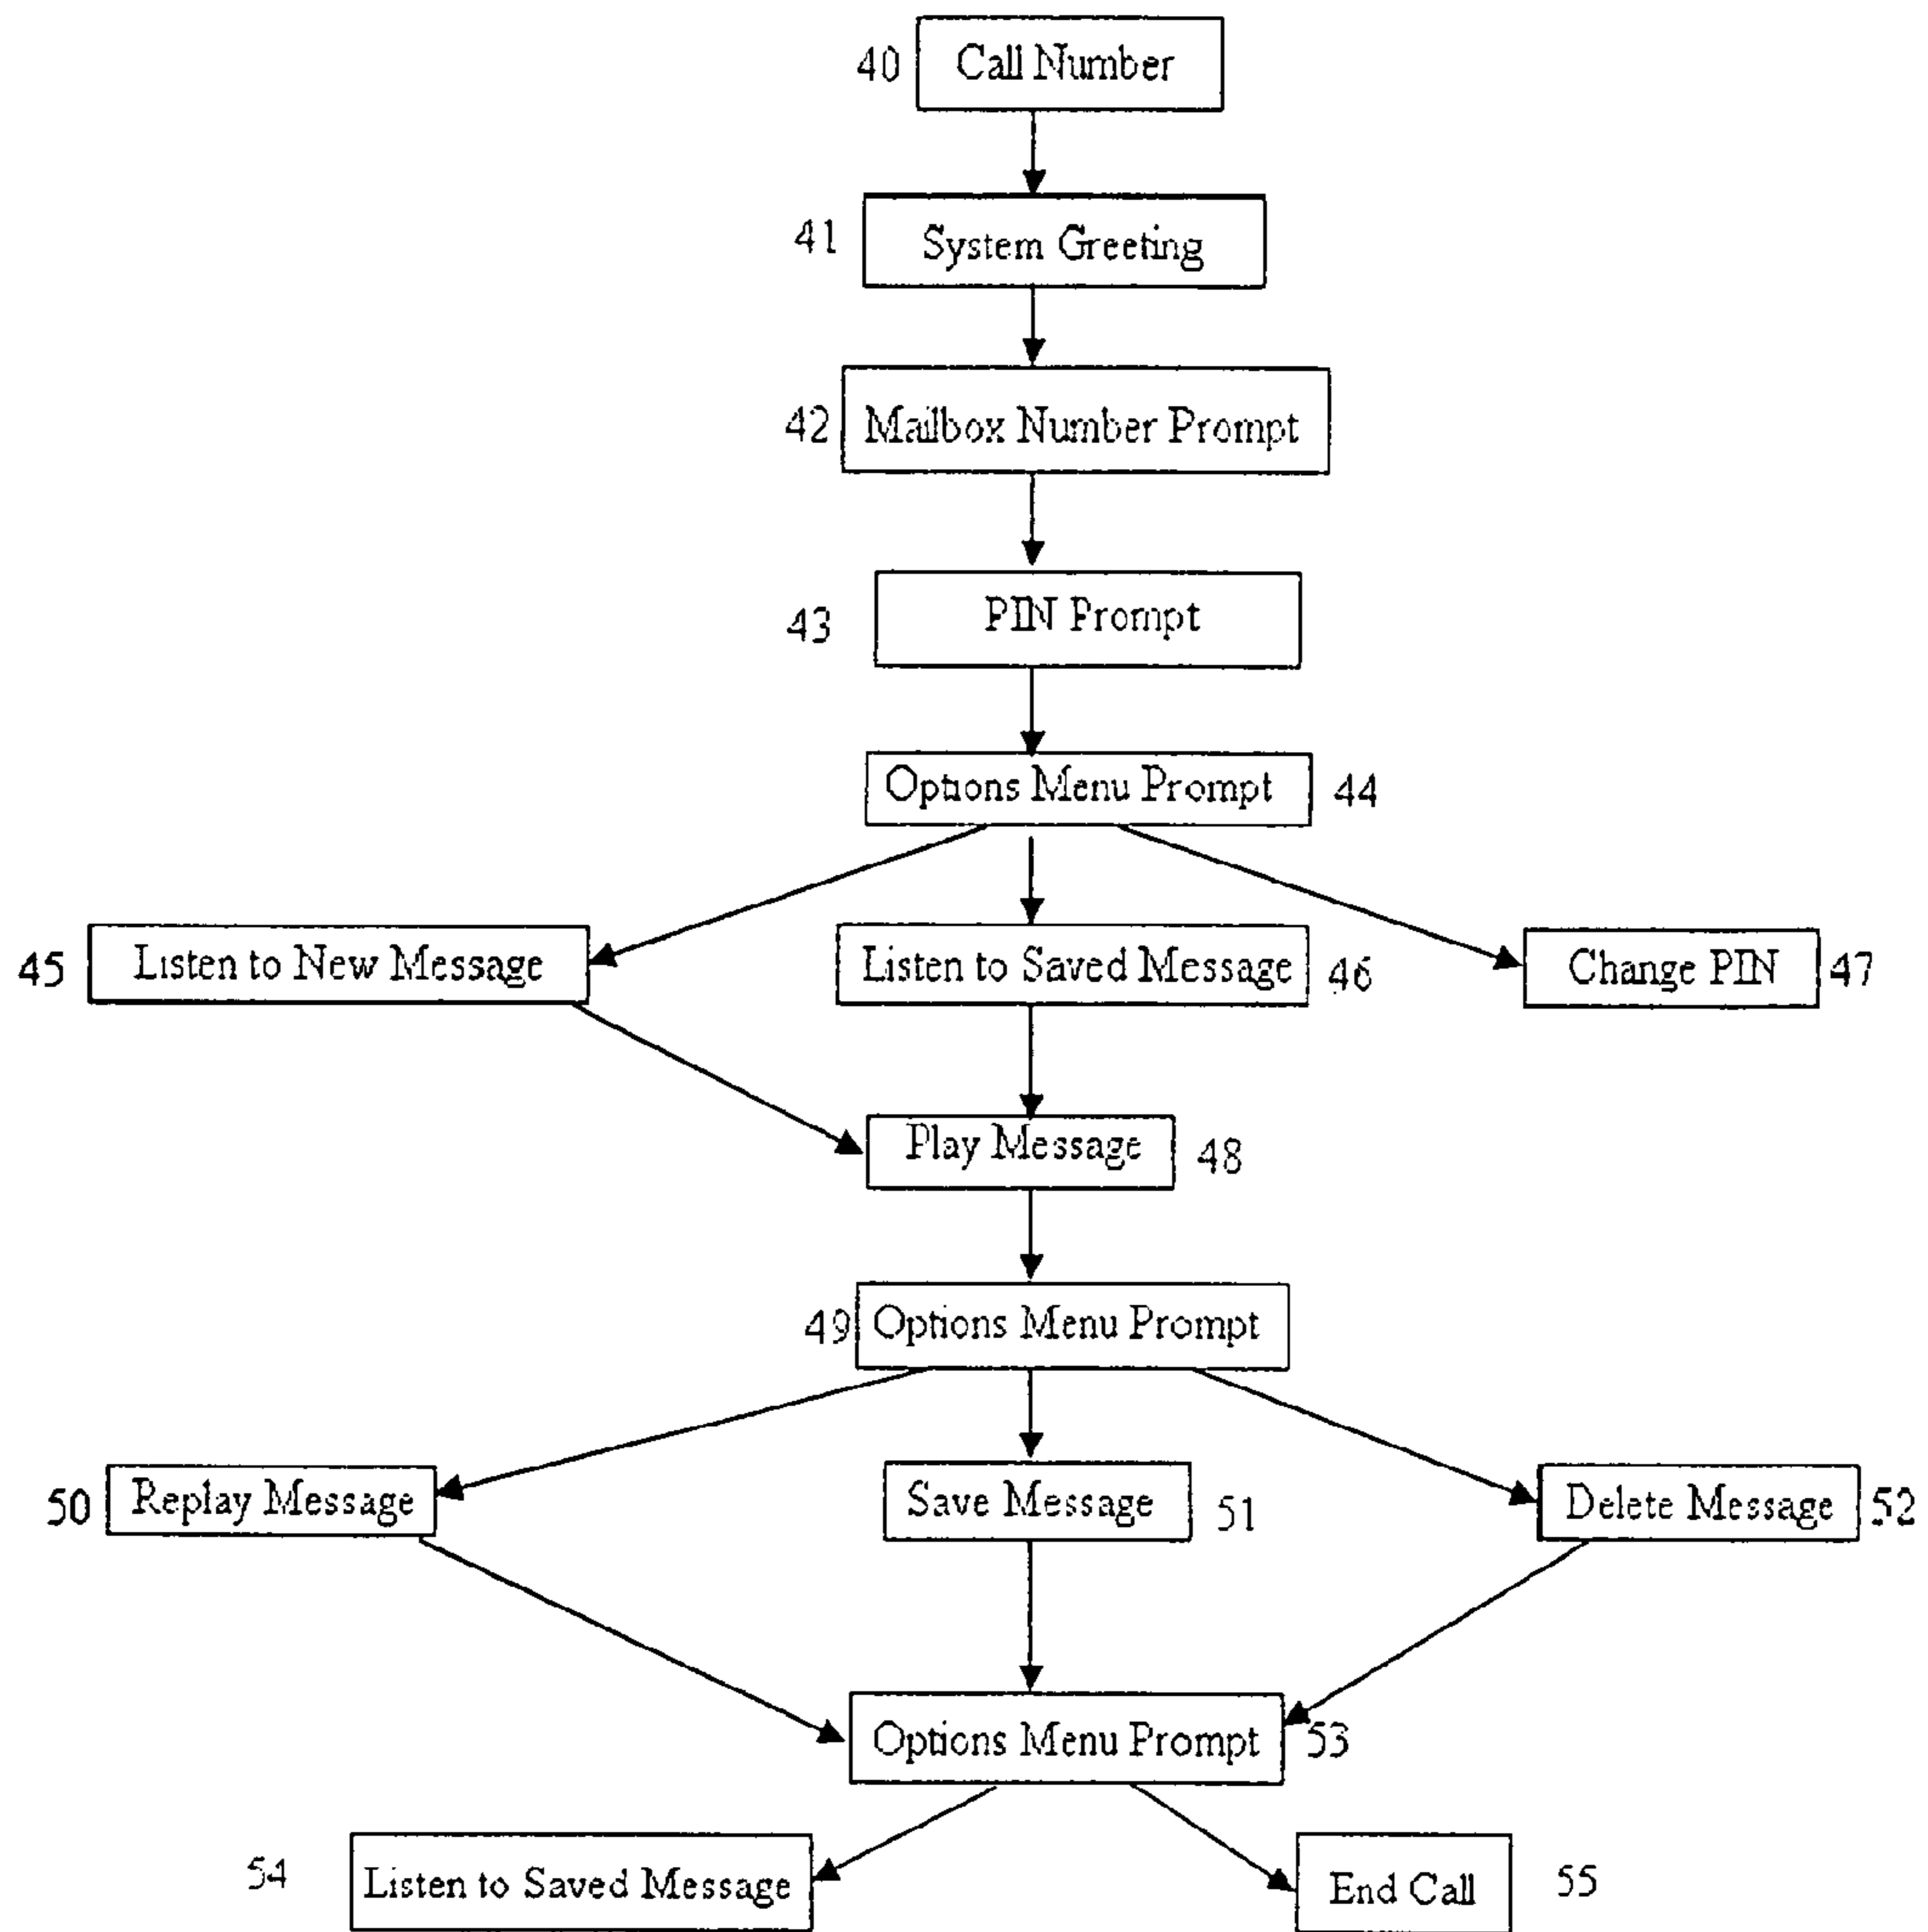 40 Call Number
41 System Greeting
42 Mailbox Number Prompt
43 PIN Prompt
Options Menu Prompt 44
45 Listen to New Message
Listen to Saved Message 46
Change PIN 47
Play Message 48
49 Options Menu Prompt
50 Replay Message
Save Message 51
Delete Message 52
Options Menu Prompt 53
54 Listen to Saved Message
End Call 55